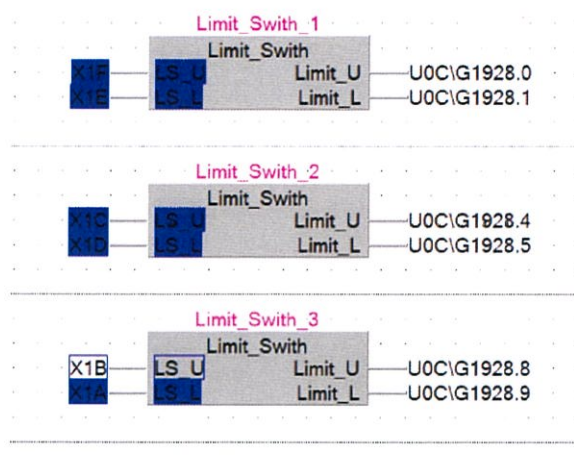 Limit_Swith_1
Limit_Swith
X1F LS_U Limit_U U0C\G1928.0
X1E LS_L Limit_L U0C\G1928.1
Limit_Swith_2
Limit_Swith
X1C LS_U Limit_U U0C\G1928.4
X1D LS_L Limit_L U0C\G1928.5
Limit_Swith_3
Limit_Swith
X1B LS_U Limit_U U0C\G1928.8
X1A LS_L Limit_L U0C\G1928.9